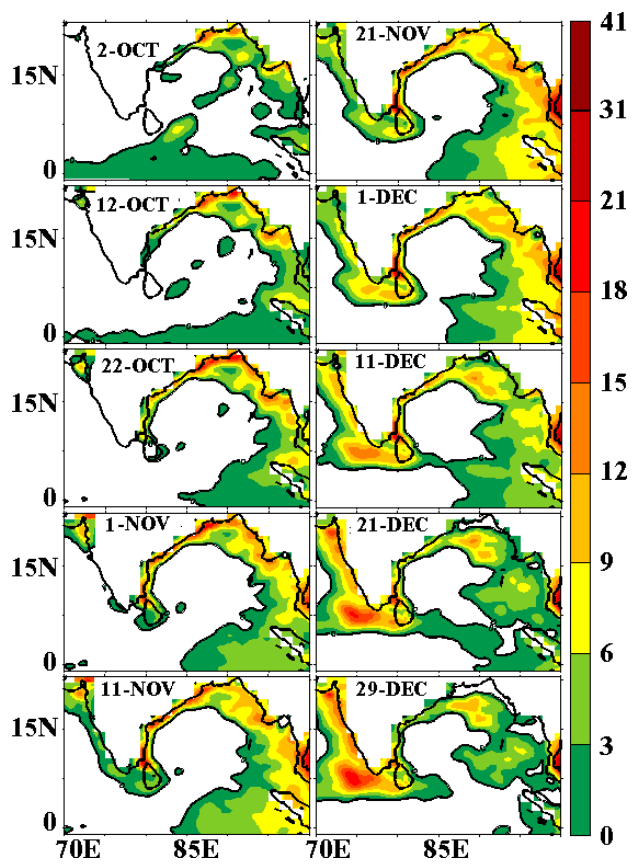 2-OCT
21-NOV
41
15N
31
0
12-OCT
1-DEC
21
15N
18
0
22-OCT
11-DEC
15
15N
12
0
1-NOV
21-DEC
9
15N
6
0
11-NOV
29-DEC
15N
3
0
0
70E
85E
70E
85E